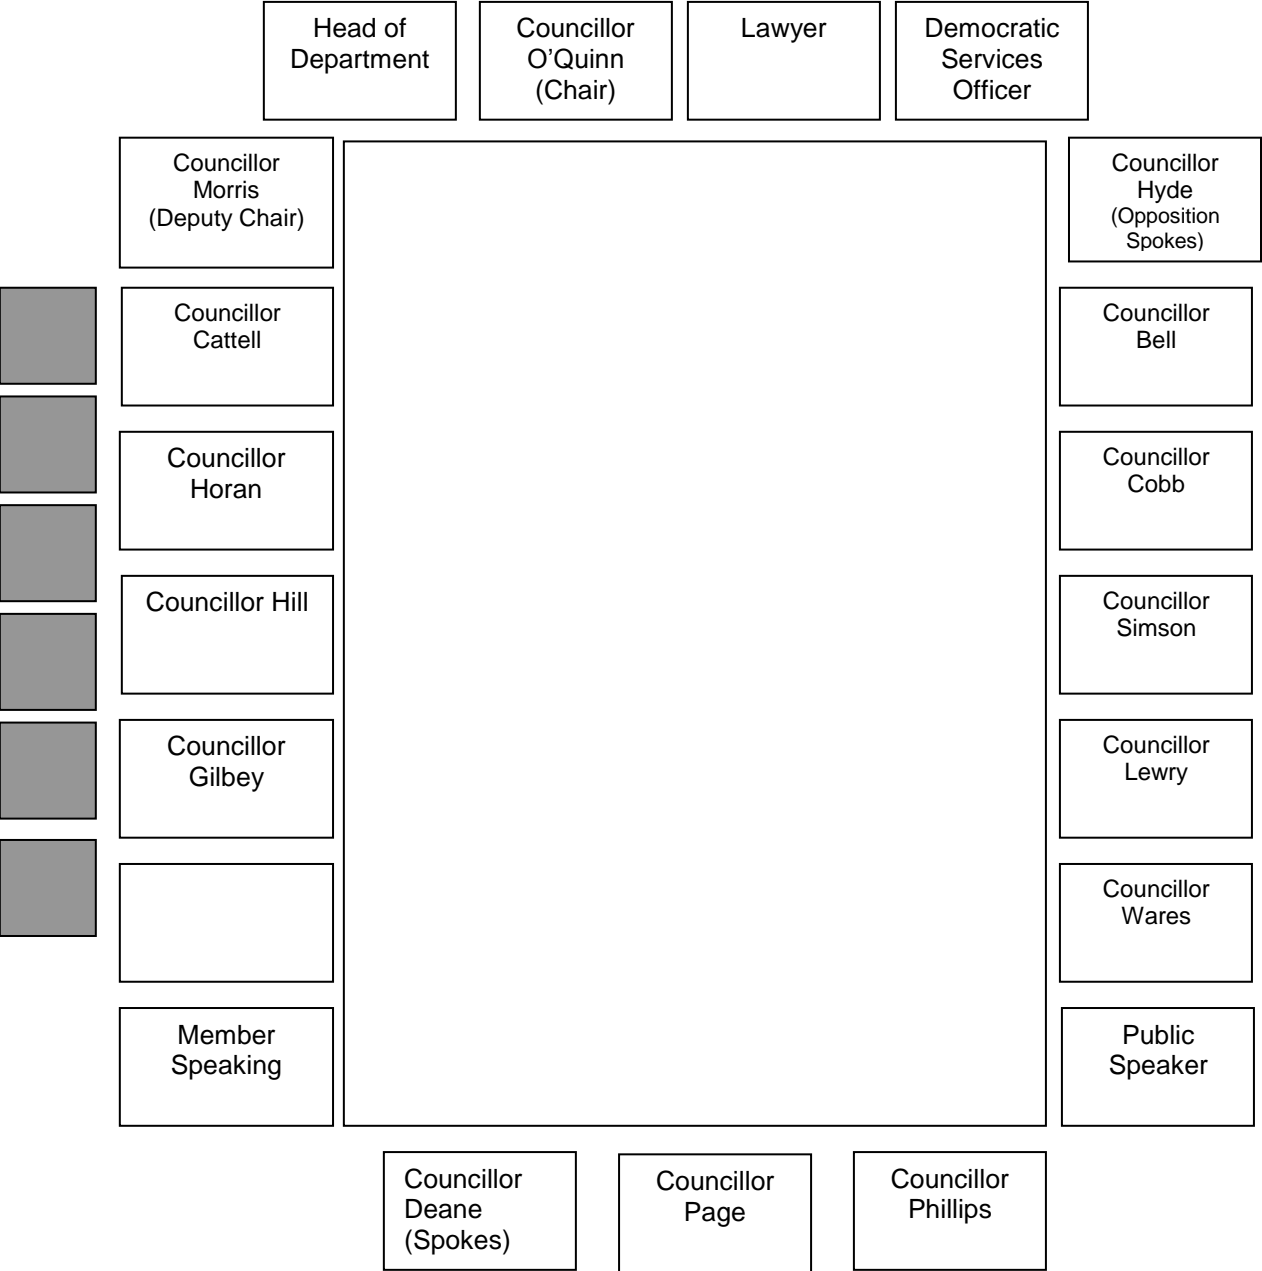 Head of
Department
Councillor
O'Quinn
(Chair)
Lawyer
Democratic
Services
Officer
Councillor
Morris
(Deputy Chair)
Councillor
Hyde
(Opposition
Spokes)
Councillor
Cattell
Councillor
Bell
Councillor
Horan
Councillor
Cobb
Councillor Hill
Councillor
Simson
Councillor
Gilbey
Councillor
Lewry
Councillor
Wares
Member
Speaking
Public
Speaker
Councillor
Deane
(Spokes)
Councillor
Page
Councillor
Phillips